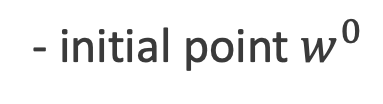 - initial point w⁰